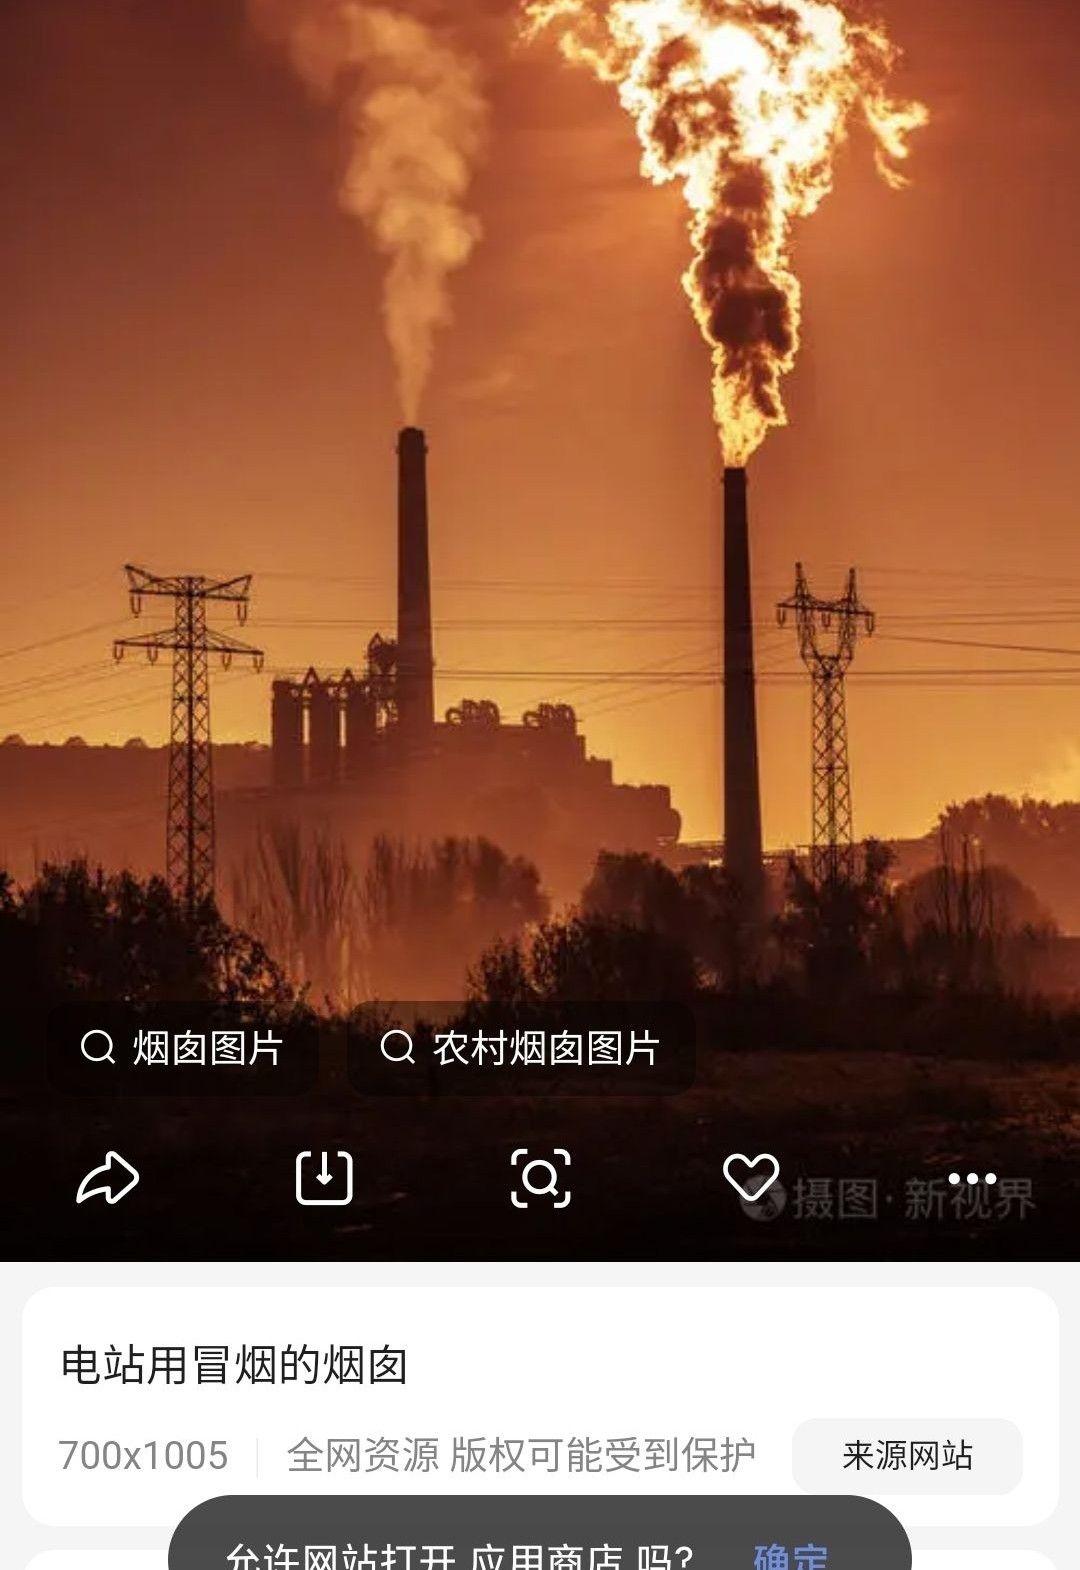 烟囱图片
农村烟囱图片
摄图·新视界
电站用冒烟的烟囱
700x1005
全网资源 版权可能受到保护
来源网站
允许网站打开 应用商店 吗?
确定